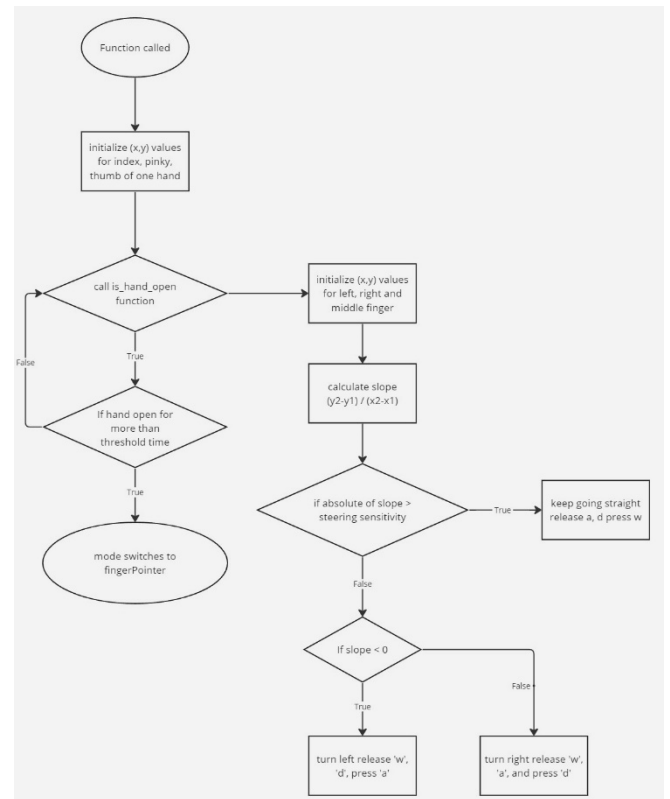 Function called
initialize (x,y) values
for index, pinky,
thumb of one hand
call is_hand_open
function
initialize (x,y) values
for left, right and
middle finger
False
True
calculate slope
(y2-y1) / (x2-x1)
If hand open for
more than
threshold time
True
if absolute of slope >
steering sensitivity
True
keep going straight
release a, d press w
mode switches to
fingerPointer
False
If slope < 0
False
True
turn left release 'w',
'd', press 'a'
turn right release 'w',
'a', and press 'd'